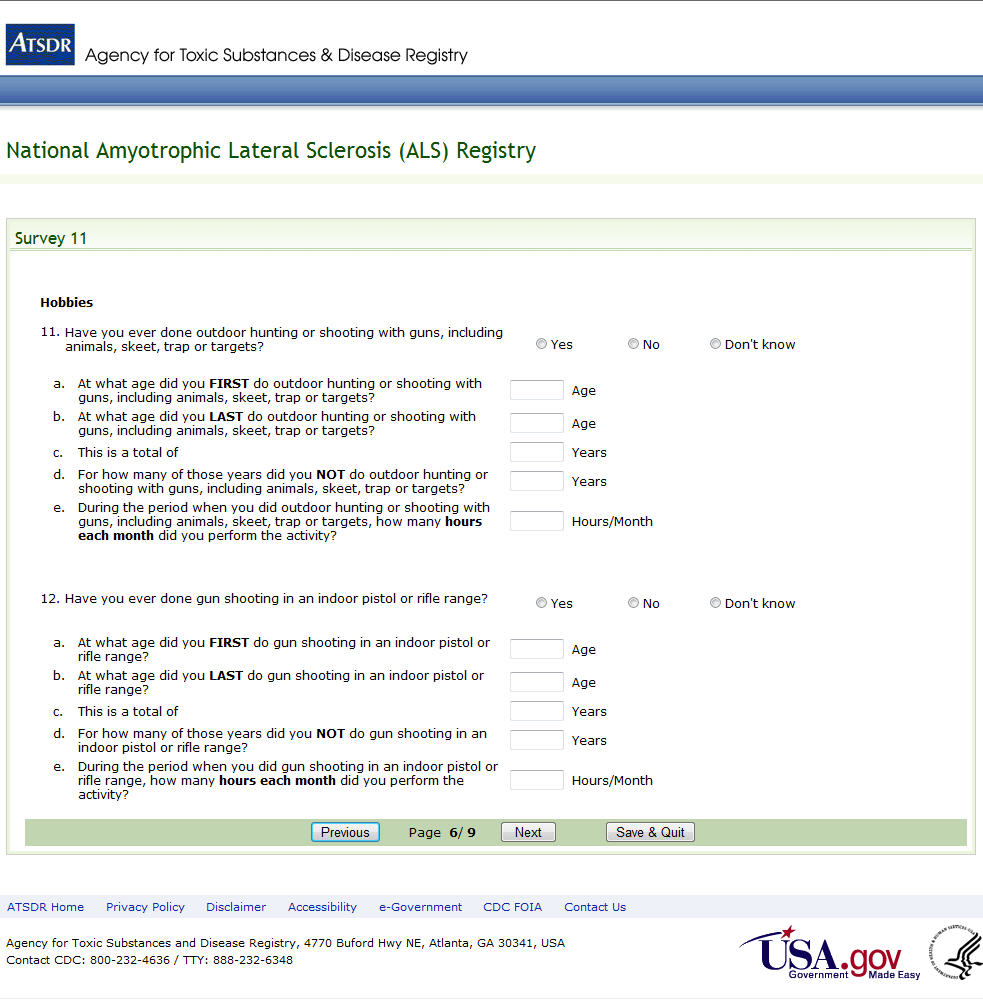 ATSDR
Agency for Toxic Substances & Disease Registry
National Amyotrophic Lateral Sclerosis (ALS) Registry
Survey 11
Hobbies
11. Have you ever done outdoor hunting or shooting with guns, including
animals, skeet, trap or targets?
Yes No Don't know
a. At what age did you FIRST do outdoor hunting or shooting with
guns, including animals, skeet, trap or targets?
Age
b. At what age did you LAST do outdoor hunting or shooting with
guns, including animals, skeet, trap or targets?
Age
c. This is a total of Years
d. For how many of those years did you NOT do outdoor hunting or
shooting with guns, including animals, skeet, trap or targets?
Years
e. During the period when you did outdoor hunting or shooting with
guns, including animals, skeet, trap or targets, how many hours
each month did you perform the activity?
Hours/Month
12. Have you ever done gun shooting in an indoor pistol or rifle range?
Yes No Don't know
a. At what age did you FIRST do gun shooting in an indoor pistol or
rifle range?
Age
b. At what age did you LAST do gun shooting in an indoor pistol or
rifle range?
Age
c. This is a total of Years
d. For how many of those years did you NOT do gun shooting in an
indoor pistol or rifle range?
Years
e. During the period when you did gun shooting in an indoor pistol or
rifle range, how many hours each month did you perform the
activity?
Hours/Month
Previous Page 6/ 9 Next Save & Quit
ATSDR Home Privacy Policy Disclaimer Accessibility e-Government CDC FOIA Contact Us
Agency for Toxic Substances and Disease Registry, 4770 Buford Hwy NE, Atlanta, GA 30341, USA
Contact CDC: 800-232-4636 / TTY: 888-232-6348
USA.gov
Government Made Easy